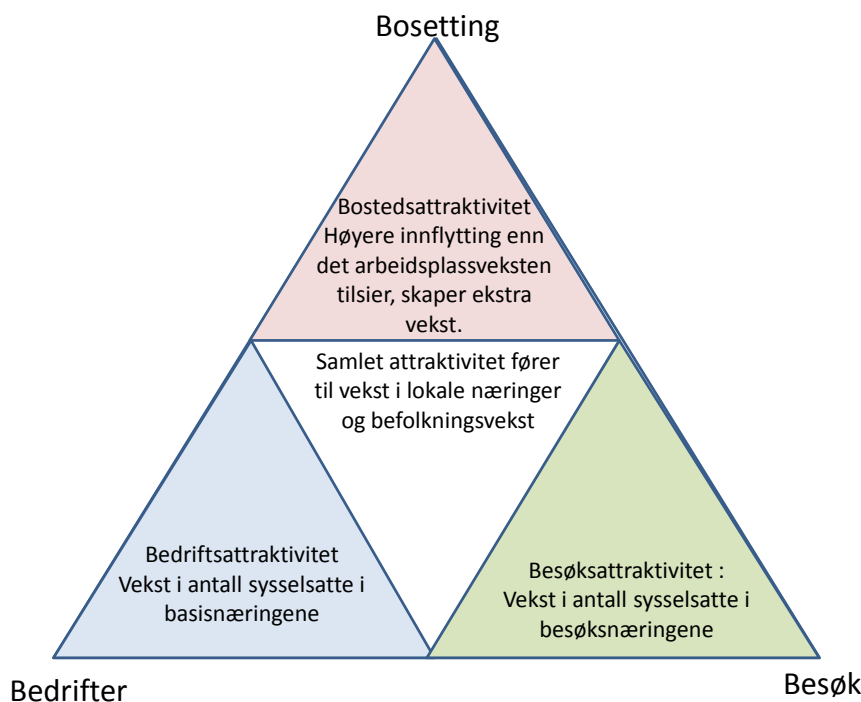 Bosetting
Bostedsattraktivitet
Høyere innflytting enn
det arbeidsplassveksten
tilsier, skaper ekstra
vekst.
Samlet attraktivitet fører
til vekst i lokale næringer
og befolkningsvekst
Bedriftsattraktivitet
Vekst i antall sysselsatte i
basisnæringene
Besøksattraktivitet :
Vekst i antall sysselsatte i
besøksnæringene
Bedrifter
Besøk